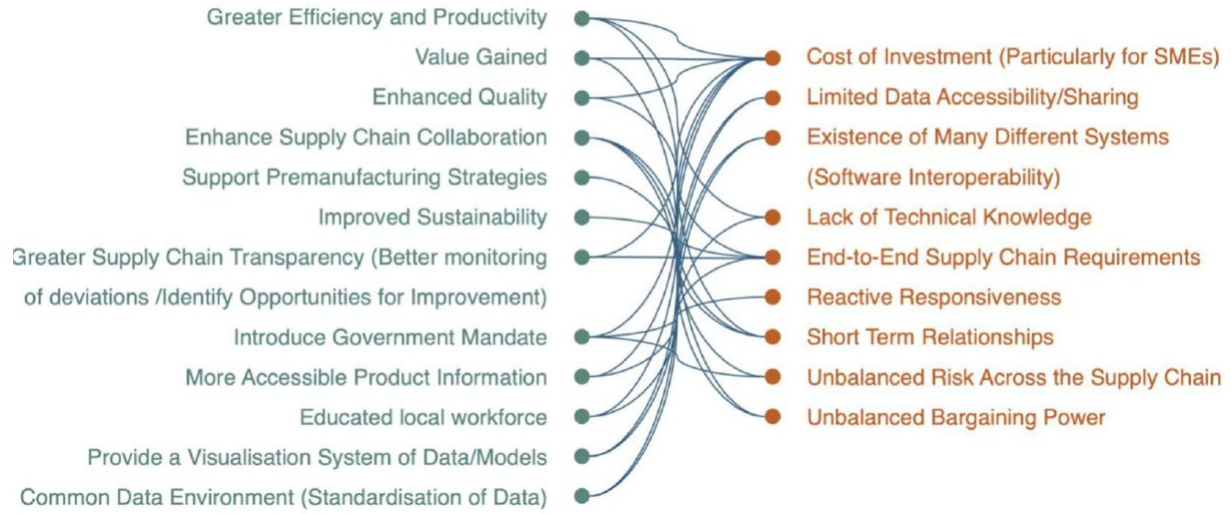 Greater Efficiency and Productivity
Value Gained
Enhanced Quality
Enhance Supply Chain Collaboration
Support Premanufacturing Strategies
Improved Sustainability
Greater Supply Chain Transparency (Better monitoring
of deviations /Identify Opportunities for Improvement)
Introduce Government Mandate
More Accessible Product Information
Educated local workforce
Provide a Visualisation System of Data/Models
Common Data Environment (Standardisation of Data)
Cost of Investment (Particularly for SMEs)
Limited Data Accessibility/Sharing
Existence of Many Different Systems
(Software Interoperability)
Lack of Technical Knowledge
End-to-End Supply Chain Requirements
Reactive Responsiveness
Short Term Relationships
Unbalanced Risk Across the Supply Chain
Unbalanced Bargaining Power